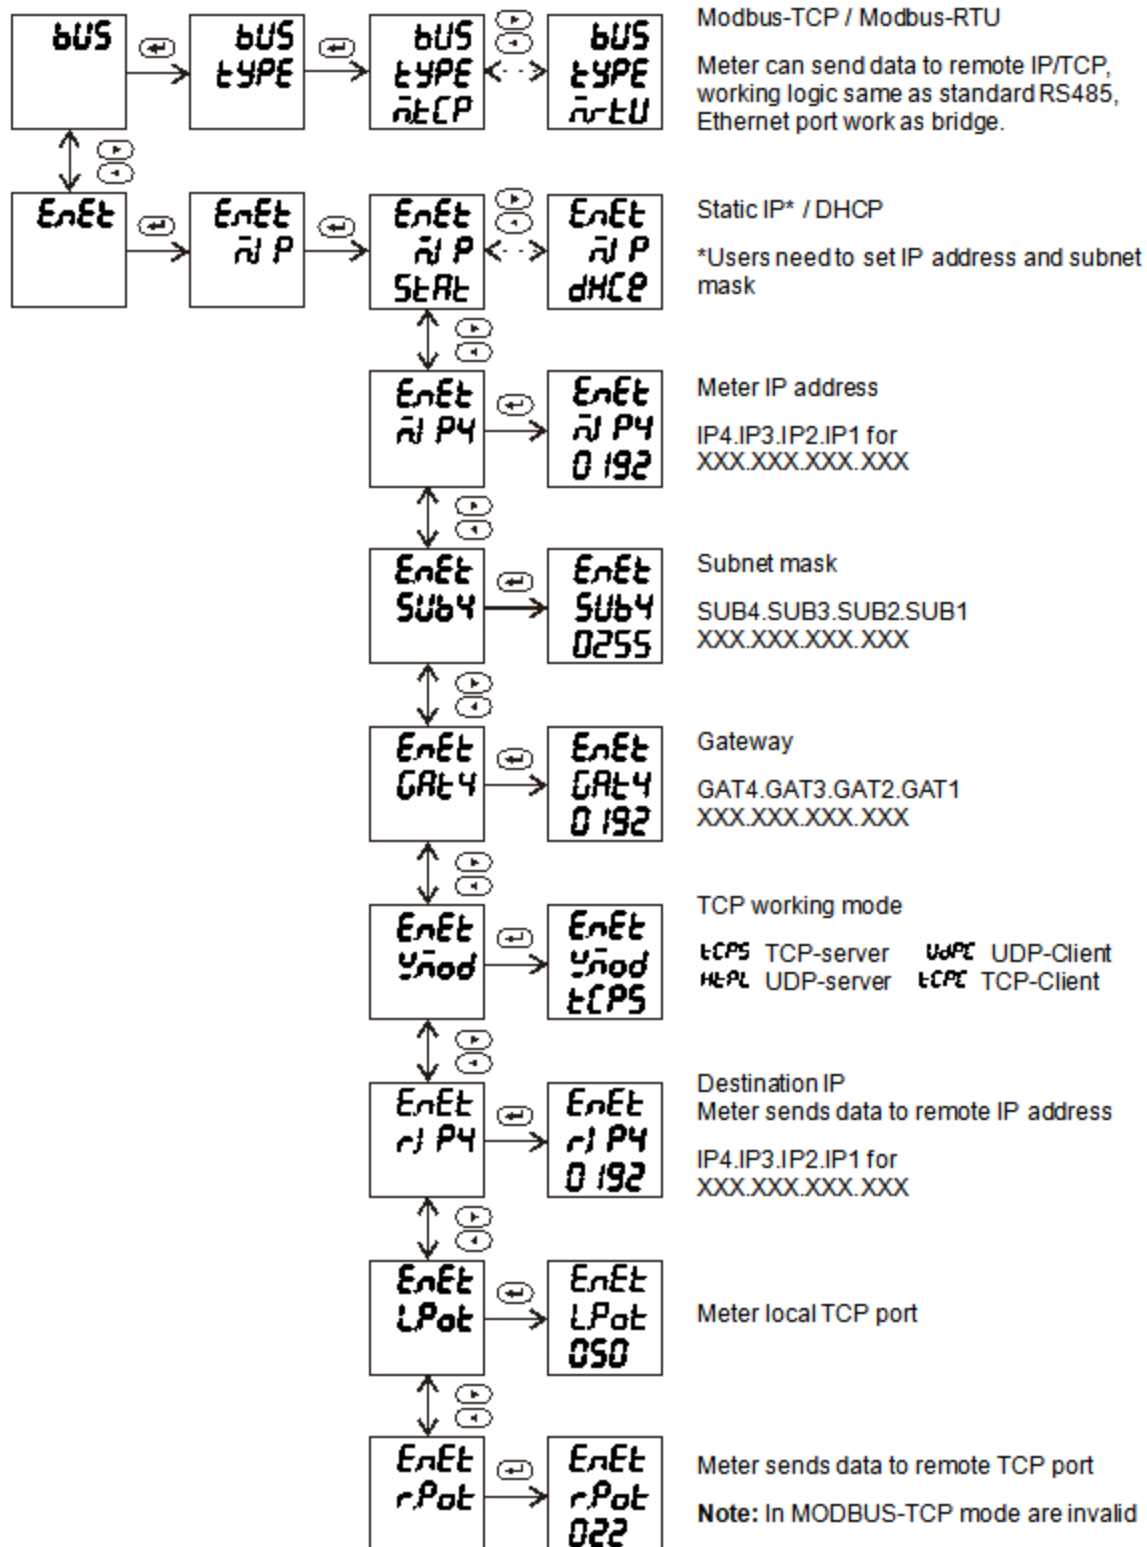 bUS
bUS
tYPE
bUS
tYPE
mtCP
bUS
tYPE
mrtU
Modbus-TCP / Modbus-RTU
Meter can send data to remote IP/TCP,
working logic same as standard RS485,
Ethernet port work as bridge.
EnEt
EnEt
mIP
EnEt
mIP
StAt
EnEt
mIP
dHCP
Static IP* / DHCP
*Users need to set IP address and subnet
mask
EnEt
mIP4
EnEt
mIP4
0192
Meter IP address
IP4.IP3.IP2.IP1 for
XXX.XXX.XXX.XXX
EnEt
SUb4
EnEt
SUb4
0255
Subnet mask
SUB4.SUB3.SUB2.SUB1
XXX.XXX.XXX.XXX
EnEt
GAt4
EnEt
GAt4
0192
Gateway
GAT4.GAT3.GAT2.GAT1
XXX.XXX.XXX.XXX
EnEt
Ymod
EnEt
Ymod
tCPS
TCP working mode
tCPS TCP-server UdPC UDP-Client
HtPL UDP-server tCPC TCP-Client
EnEt
rIP4
EnEt
rIP4
0192
Destination IP
Meter sends data to remote IP address
IP4.IP3.IP2.IP1 for
XXX.XXX.XXX.XXX
EnEt
L.Pot
EnEt
L.Pot
050
Meter local TCP port
EnEt
r.Pot
EnEt
r.Pot
022
Meter sends data to remote TCP port
Note: In MODBUS-TCP mode are invalid